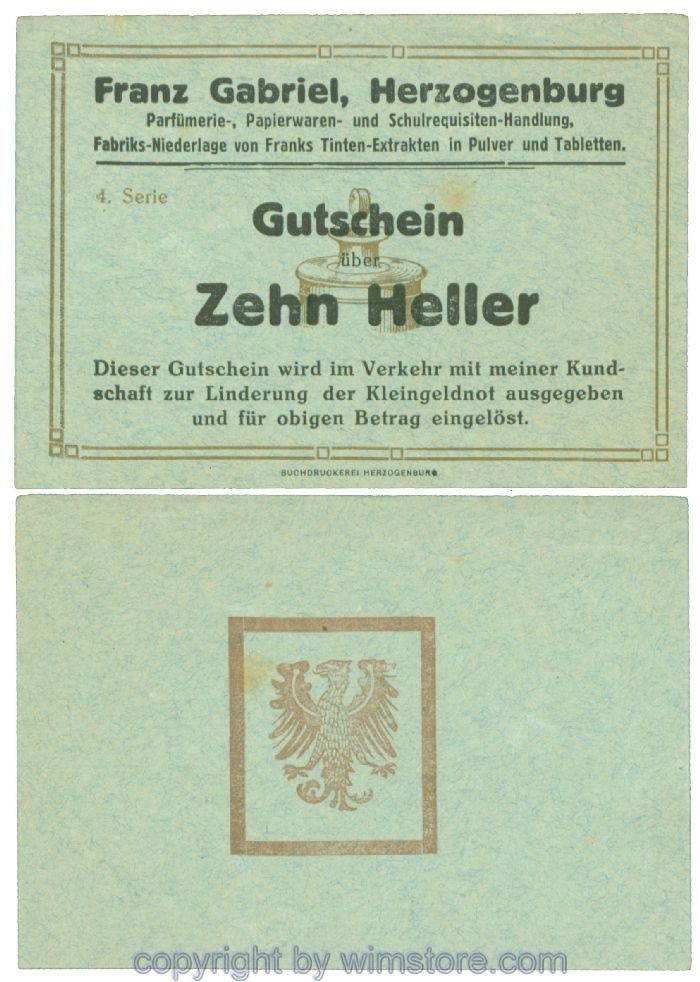 Franz Gabriel, Herzogenburg
Parfümerie-, Papierwaren- und Schulrequisiten-Handlung,
Fabriks-Niederlage von Franks Tinten-Extrakten in Pulver und Tabletten.
4. Serie
Gutschein
über
Zehn Heller
Dieser Gutschein wird im Verkehr mit meiner Kund-
schaft zur Linderung der Kleingeldnot ausgegeben
und für obigen Betrag eingelöst.
BUCHDRUCKEREI HERZOGENBURG
copyright by wimstore.com